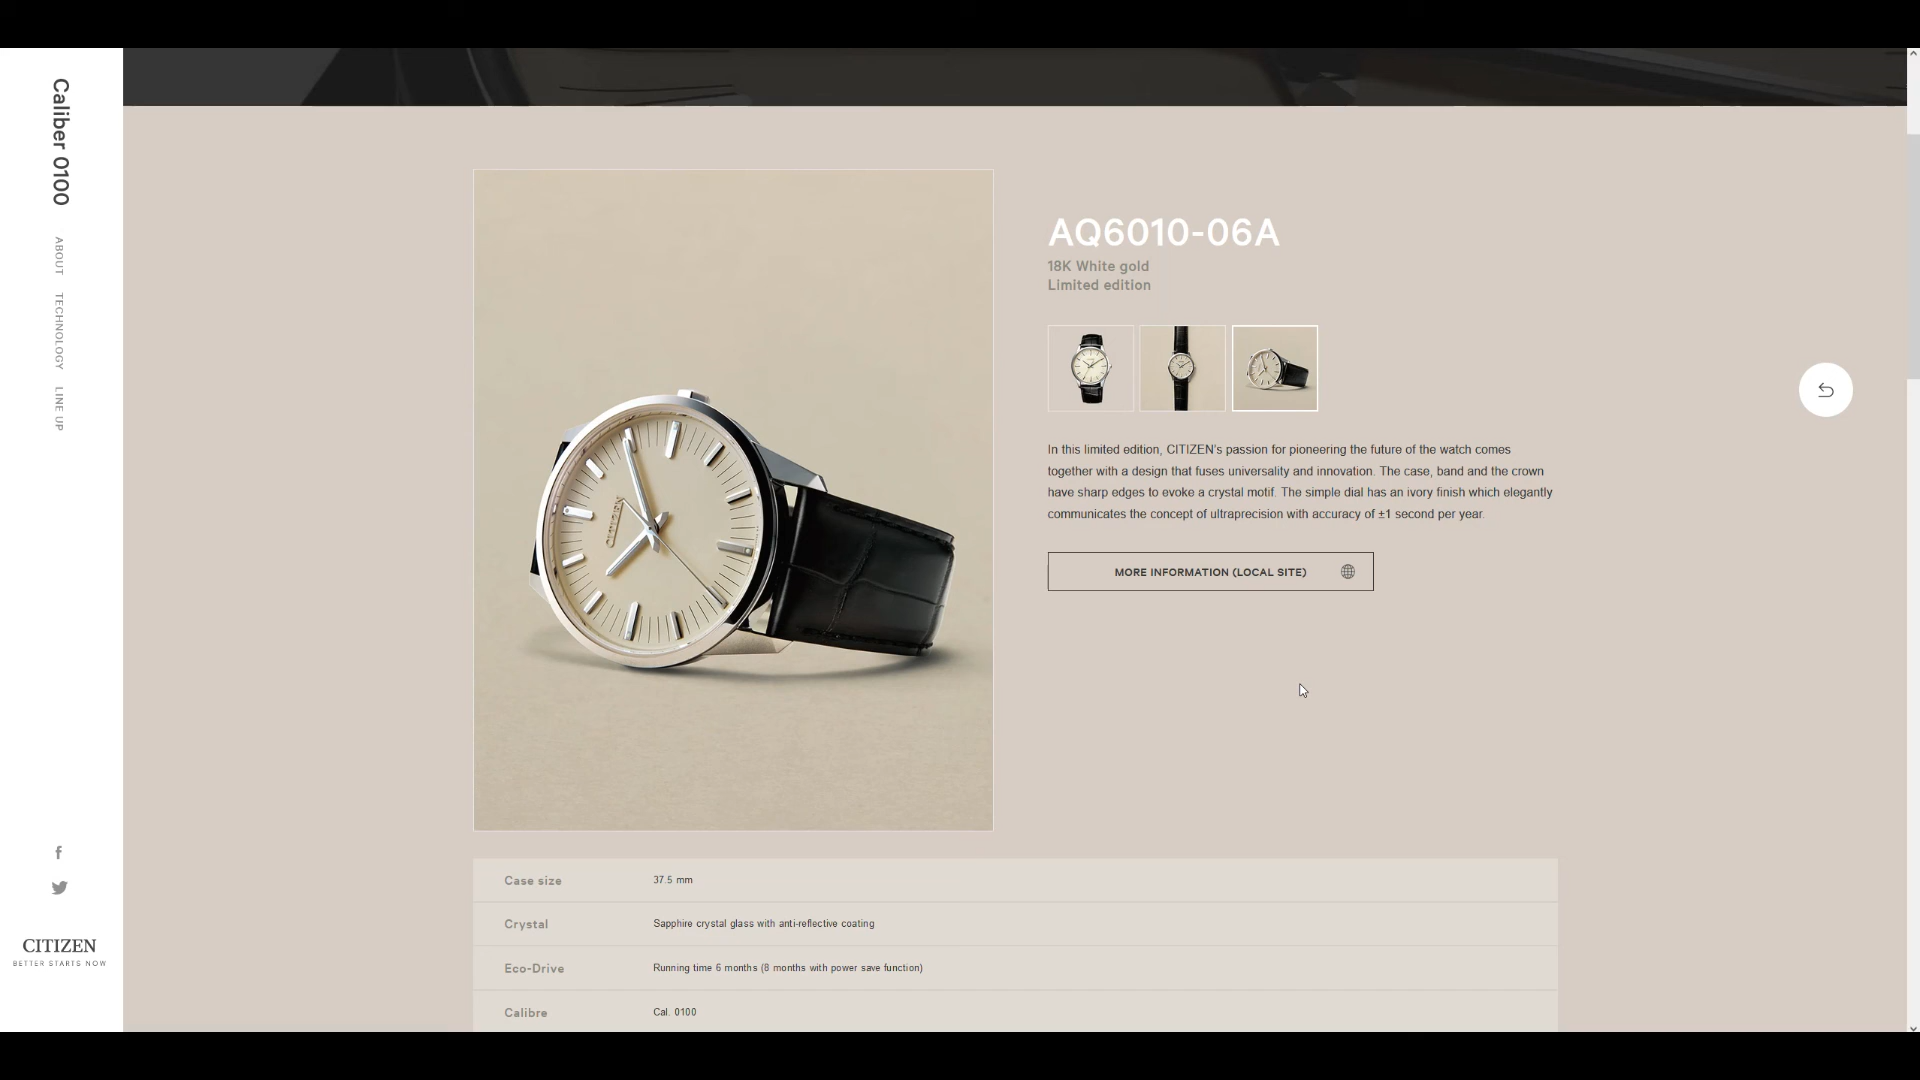 Caliber 0100
ABOUT
TECHNOLOGY
LINE UP
CITIZEN
BETTER STARTS NOW
CITIZEN
AQ6010-06A
18K White gold
Limited edition
In this limited edition, CITIZEN's passion for pioneering the future of the watch comes
together with a design that fuses universality and innovation. The case, band and the crown
have sharp edges to evoke a crystal motif. The simple dial has an ivory finish which elegantly
communicates the concept of ultraprecision with accuracy of ±1 second per year.
MORE INFORMATION (LOCAL SITE)
Case size 37.5 mm
Crystal Sapphire crystal glass with anti-reflective coating
Eco-Drive Running time 6 months (8 months with power save function)
Calibre Cal. 0100